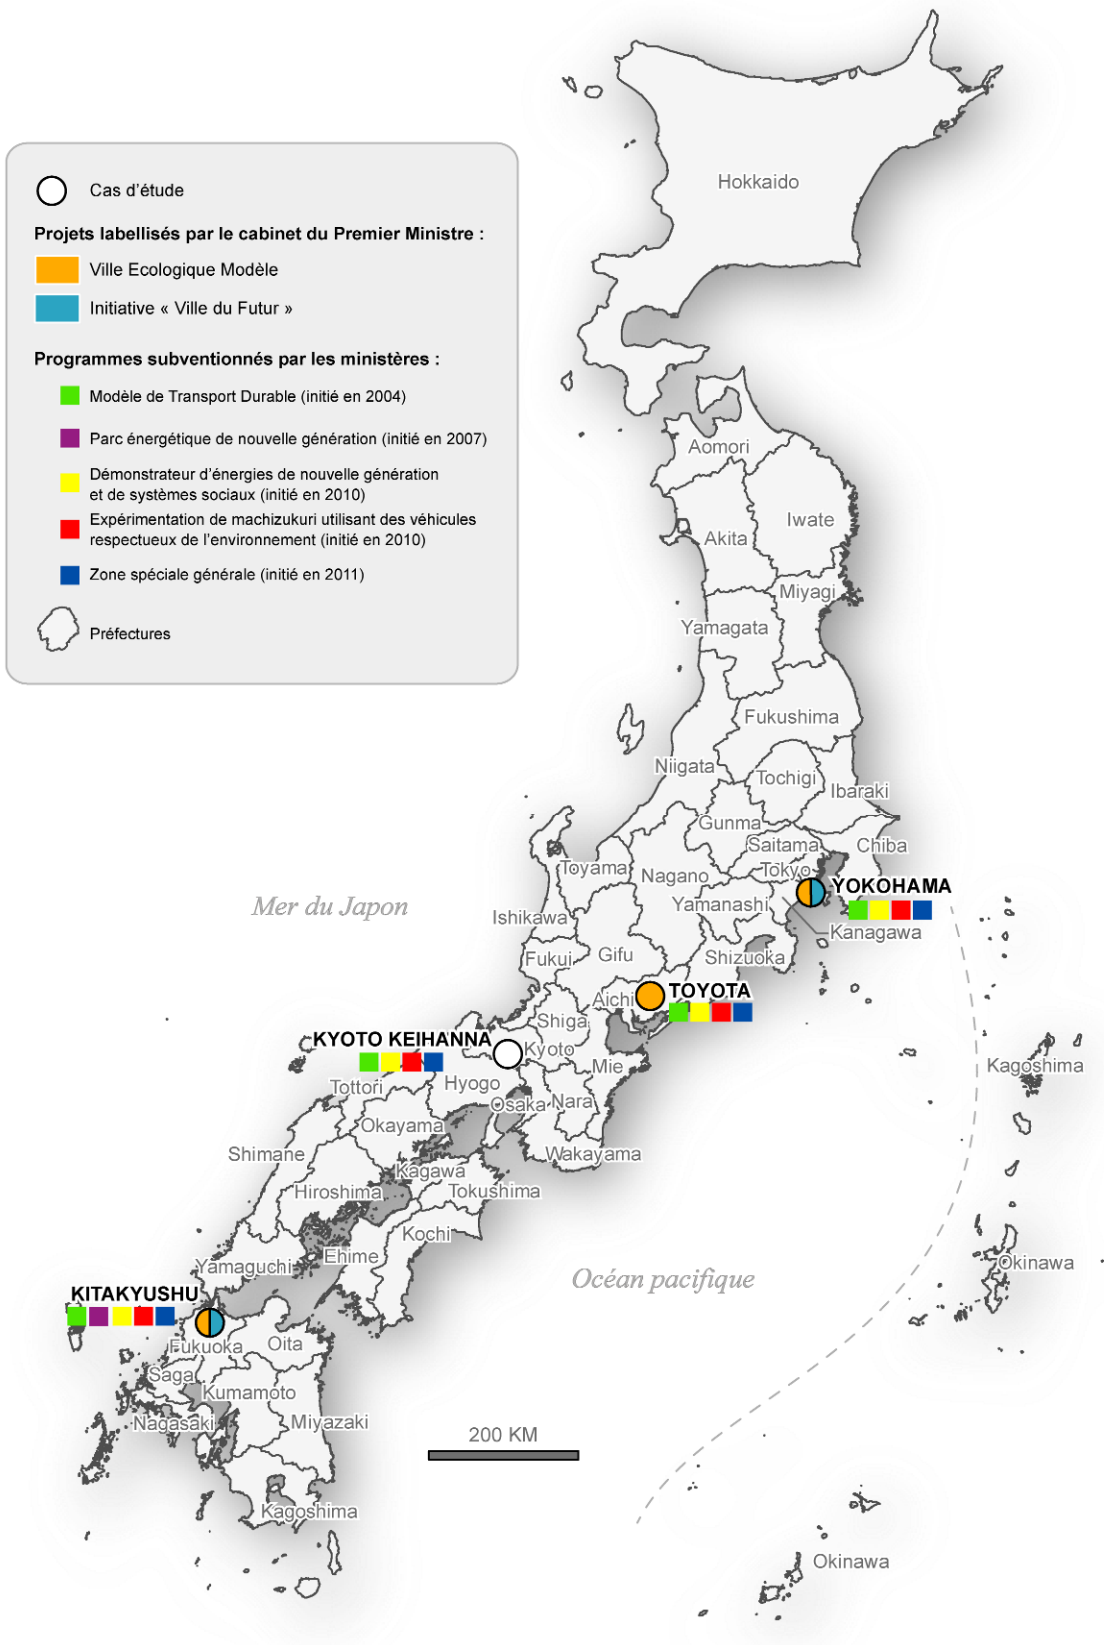 Cas d'étude
Projets labellisés par le cabinet du Premier Ministre :
Ville Ecologique Modèle
Initiative « Ville du Futur »
Programmes subventionnés par les ministères :
Modèle de Transport Durable (initié en 2004)
Parc énergétique de nouvelle génération (initié en 2007)
Démonstrateur d'énergies de nouvelle génération
et de systèmes sociaux (initié en 2010)
Expérimentation de machizukuri utilisant des véhicules
respectueux de l'environnement (initié en 2010)
Zone spéciale générale (initié en 2011)
Préfectures
Hokkaido
Aomori
Iwate
Akita
Miyagi
Yamagata
Fukushima
Niigata
Tochigi
Ibaraki
Gunma
Saitama
Chiba
Toyama
Tokyo
Nagano
YOKOHAMA
Yamanashi
Mer du Japon
Ishikawa
Kanagawa
Gifu
Shizuoka
Fukui
TOYOTA
Aichi
Shiga
KYOTO KEIHANNA
Kyoto
Mie
Kagoshima
Hyogo
Tottori
Osaka
Nara
Okayama
Shimane
Wakayama
Kagawa
Hiroshima
Tokushima
Kochi
Ehime
Yamaguchi
Okinawa
Océan pacifique
KITAKYUSHU
Fukuoka
Oita
Saga
Kumamoto
Nagasaki
Miyazaki
200 KM
Kagoshima
Okinawa